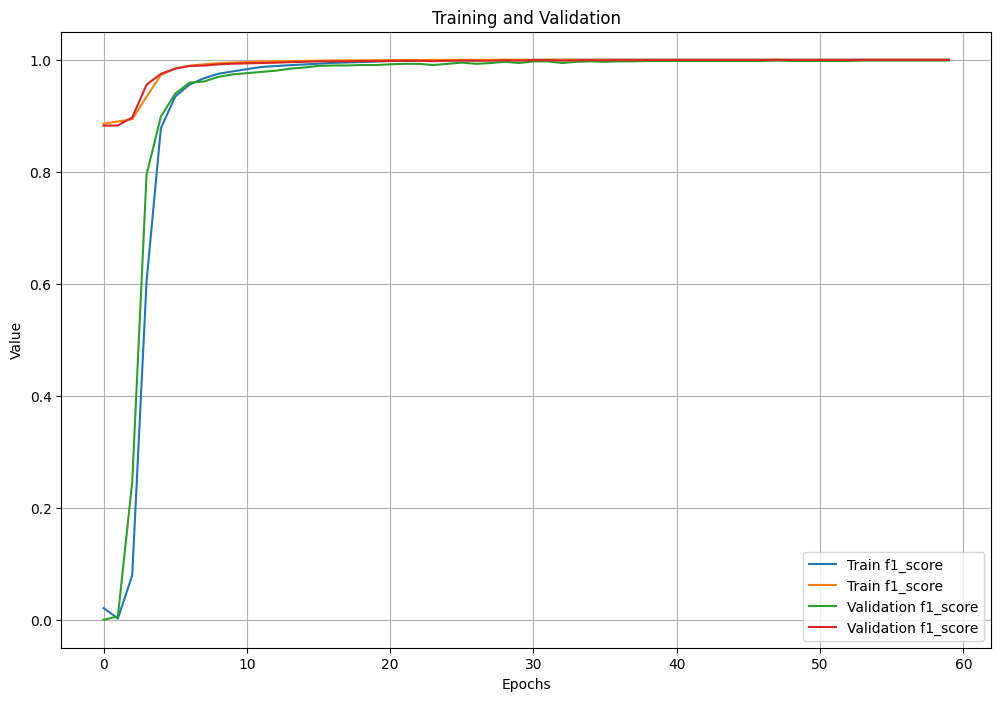 Training and Validation
1.0
0.8
0.6
0.4
0.2
0.0
Value
0 10 20 30 40 50 60
Epochs
Train f1_score
Train f1_score
Validation f1_score
Validation f1_score